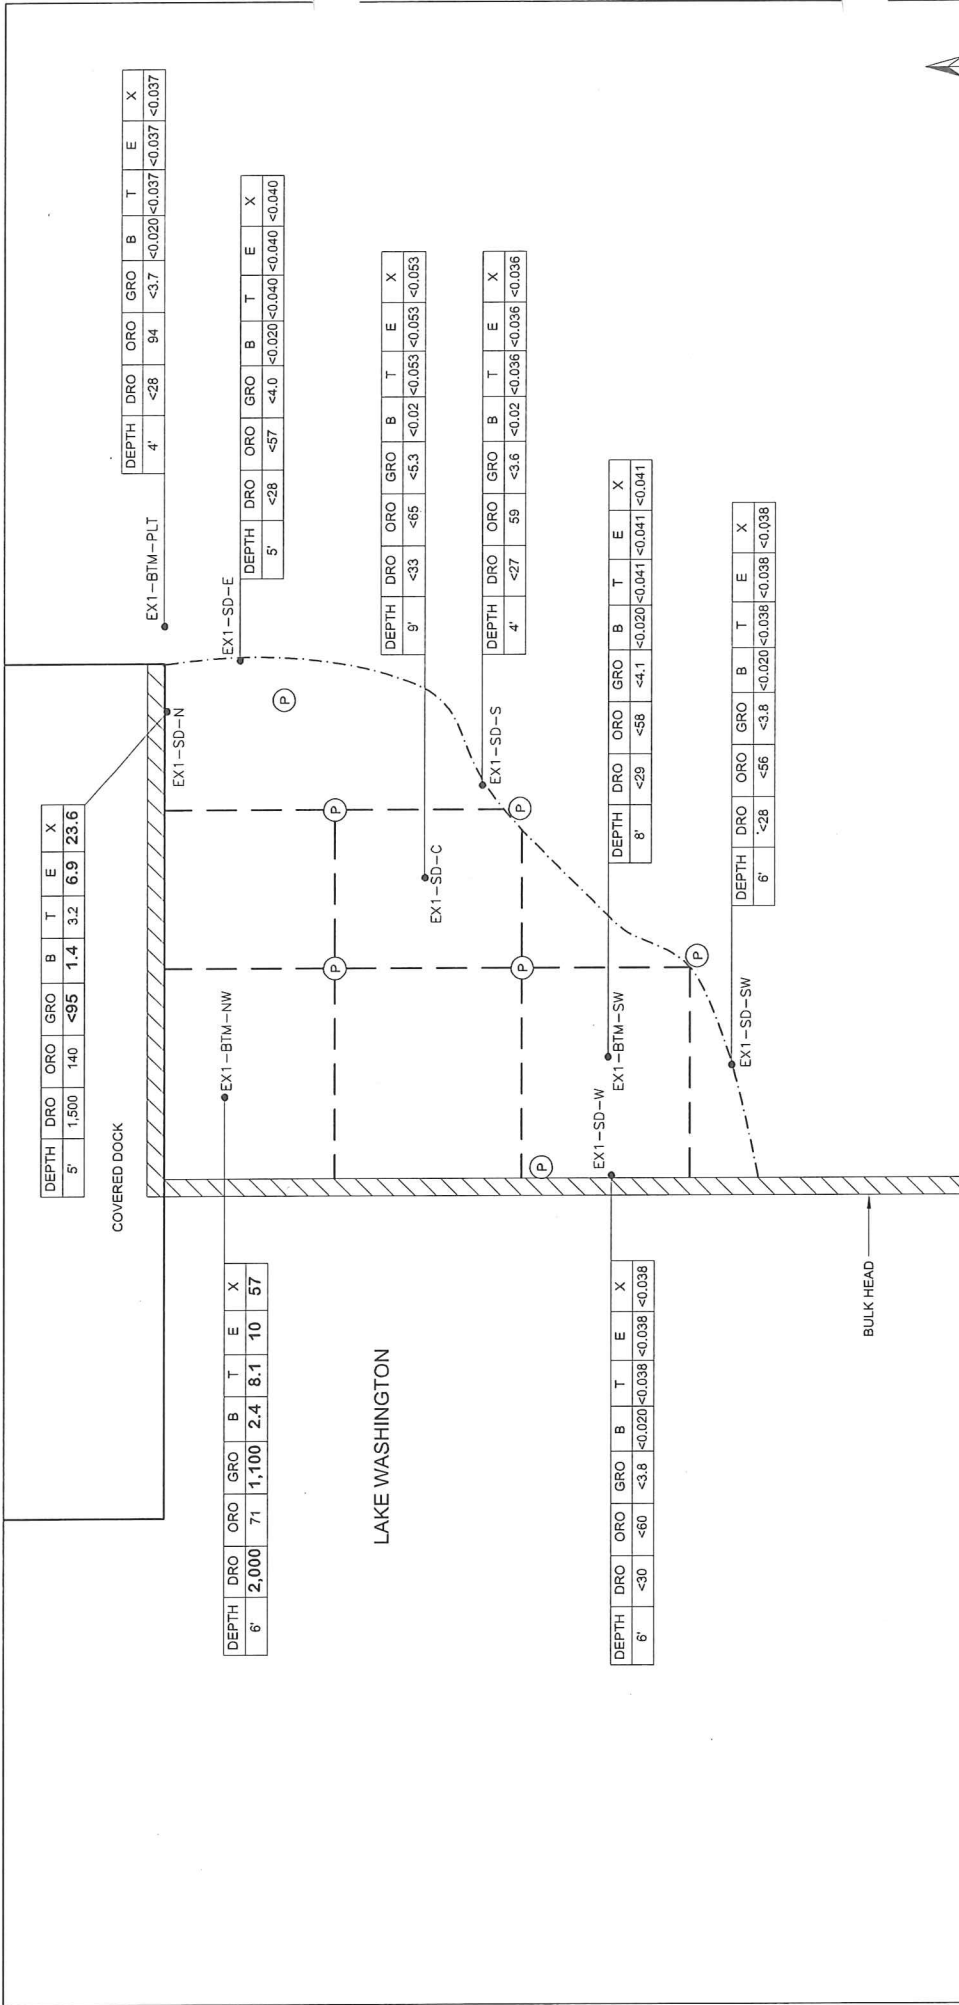 DEPTH DRO ORO GRO B T E X
5' 1,500 140 <95 1.4 3.2 6.9 23.6
COVERED DOCK
EX1-SD-N
DEPTH DRO ORO GRO B T E X
4' <28 94 <3.7 <0.020 <0.037 <0.037 <0.037
EX1-BTM-PLT
DEPTH DRO ORO GRO B T E X
5' <28 <57 <4.0 <0.020 <0.040 <0.040 <0.040
EX1-SD-E
DEPTH DRO ORO GRO B T E X
6' 2,000 71 1,100 2.4 8.1 10 57
EX1-BTM-NW
P
P
P
LAKE WASHINGTON
DEPTH DRO ORO GRO B T E X
9' <33 <65 <5.3 <0.02 <0.053 <0.053 <0.053
EX1-SD-C
DEPTH DRO ORO GRO B T E X
4' <27 59 <3.6 <0.02 <0.036 <0.036 <0.036
EX1-SD-S
P
P
P
DEPTH DRO ORO GRO B T E X
6' <30 <60 <3.8 <0.020 <0.038 <0.038 <0.038
EX1-SD-W
DEPTH DRO ORO GRO B T E X
8' <29 <58 <4.1 <0.020 <0.041 <0.041 <0.041
EX1-BTM-SW
P
DEPTH DRO ORO GRO B T E X
6' <28 <56 <3.8 <0.020 <0.038 <0.038 <0.038
EX1-SD-SW
BULK HEAD